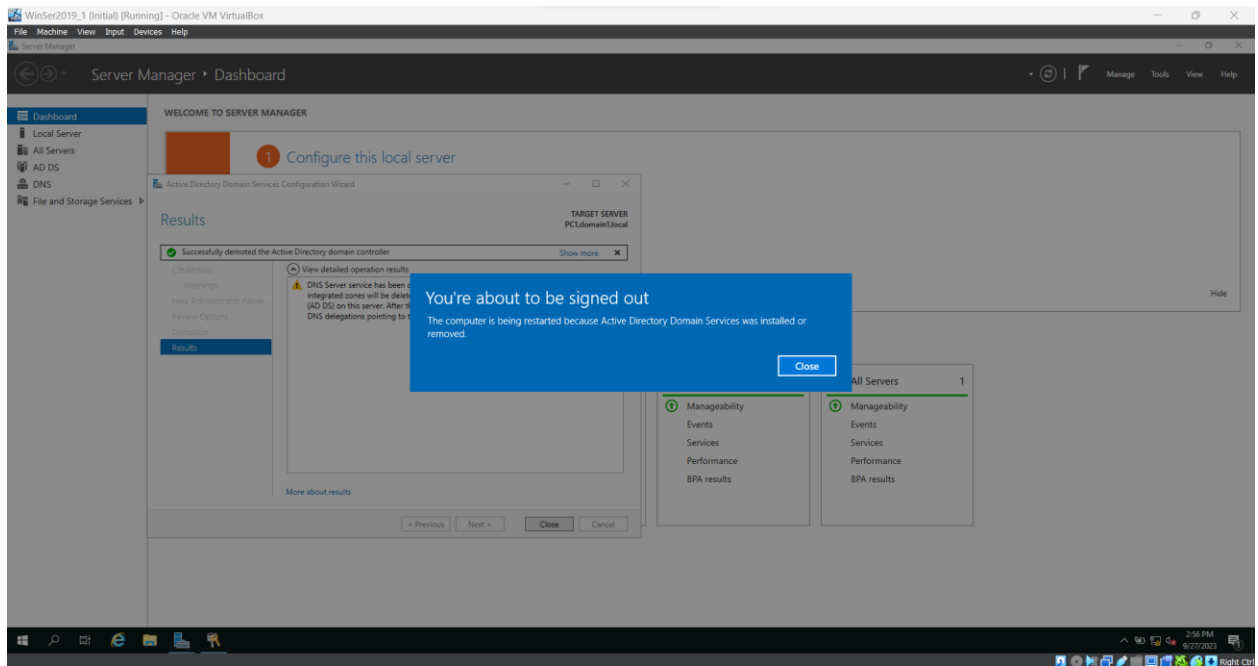 WinSer2019_1 (Initial) [Running] - Oracle VM VirtualBox
File Machine View Input Devices Help
Server Manager
Server Manager • Dashboard
Manage Tools View Help
Dashboard
Local Server
All Servers
AD DS
DNS
File and Storage Services
WELCOME TO SERVER MANAGER
1 Configure this local server
Hide
Active Directory Domain Services Configuration Wizard
Results
TARGET SERVER
PC1.domain1.local
Successfully demoted the Active Directory domain controller
Show more
Credentials
Warnings
New Administrator Passw...
Review Options
Demotion
Results
View detailed operation results
DNS Server service has been
integrated zones will be
(AD DS) on this server. After
DNS delegations pointing to
More about results
< Previous
Next >
Close
Cancel
You're about to be signed out
The computer is being restarted because Active Directory Domain Services was installed or
removed.
Close
Manageability
Events
Services
Performance
BPA results
All Servers 1
Manageability
Events
Services
Performance
BPA results
2:56 PM
9/27/2023
Right Ctrl